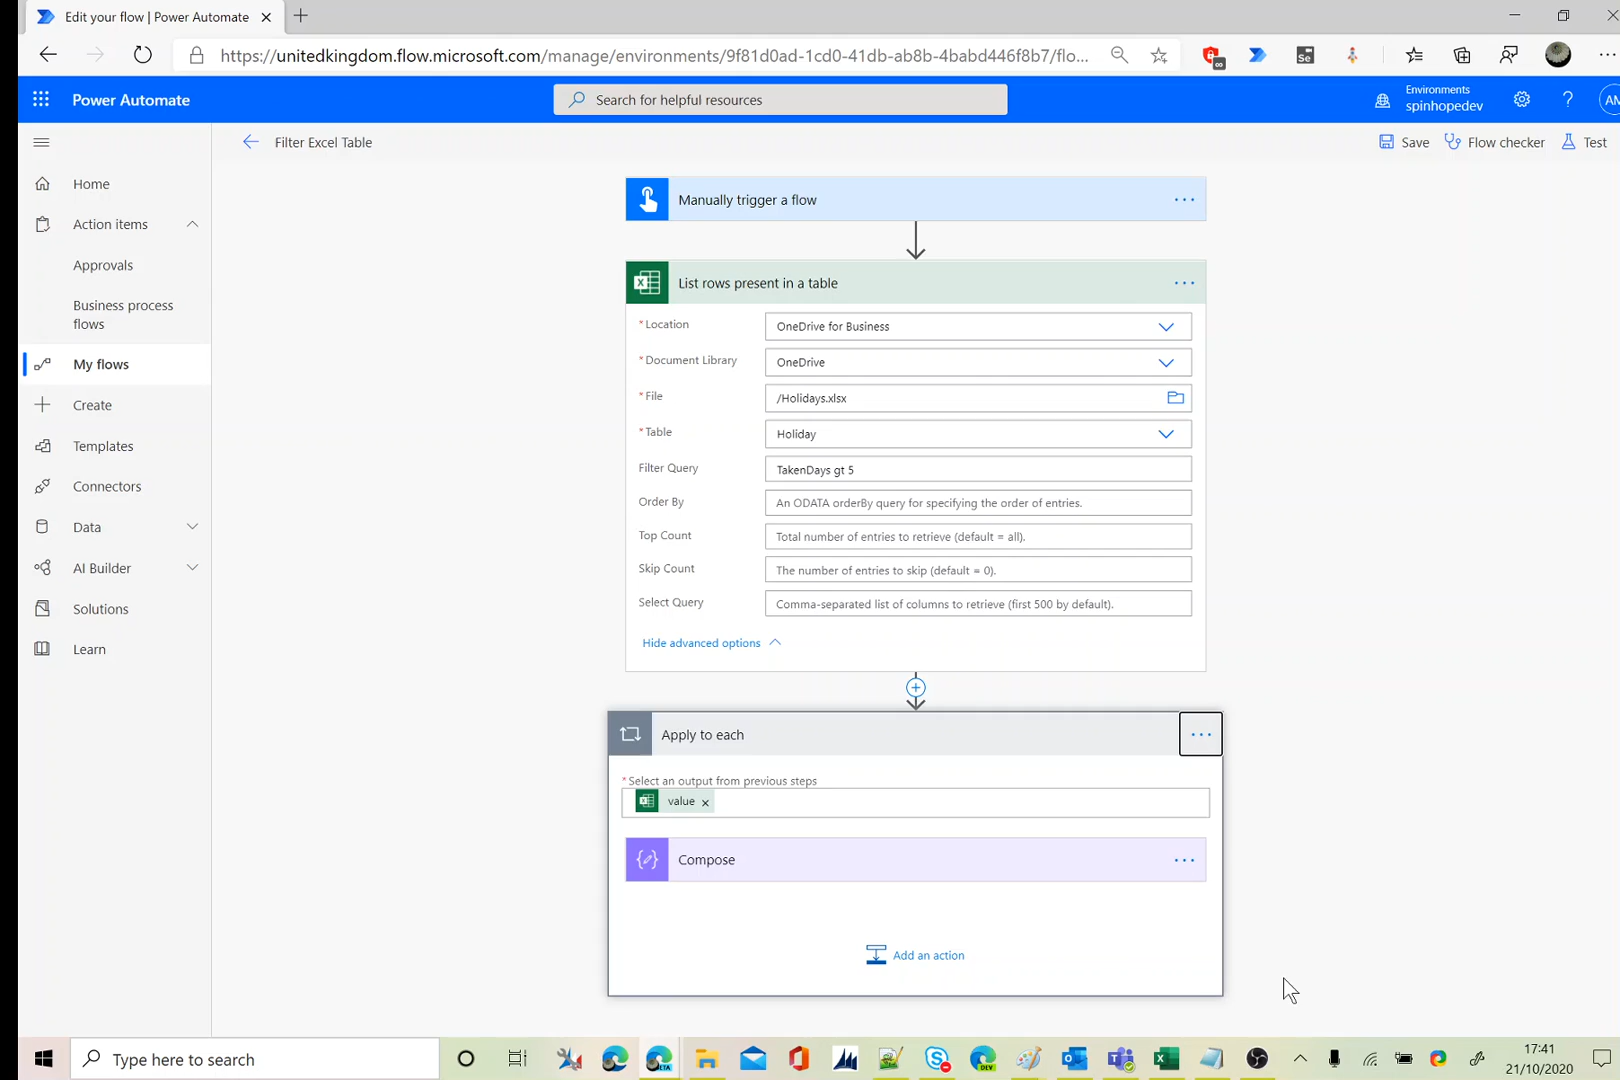 Edit your flow | Power Automate
https://unitedkingdom.flow.microsoft.com/manage/environments/9f81d0ad-1cd0-41db-ab8b-4babd446f8b7/flo...
Power Automate
Search for helpful resources
Environments
spinhopedev
?
AM
Filter Excel Table
Save
Flow checker
Test
Home
Action items
Approvals
Business process
flows
My flows
Create
Templates
Connectors
Data
AI Builder
Solutions
Learn
Manually trigger a flow
List rows present in a table
* Location
OneDrive for Business
* Document Library
OneDrive
* File
/Holidays.xlsx
* Table
Holiday
Filter Query
TakenDays gt 5
Order By
An ODATA orderBy query for specifying the order of entries.
Top Count
Total number of entries to retrieve (default = all).
Skip Count
The number of entries to skip (default = 0).
Select Query
Comma-separated list of columns to retrieve (first 500 by default).
Hide advanced options
Apply to each
* Select an output from previous steps
value
Compose
Add an action
Type here to search
BETA
DEV
17:41
21/10/2020